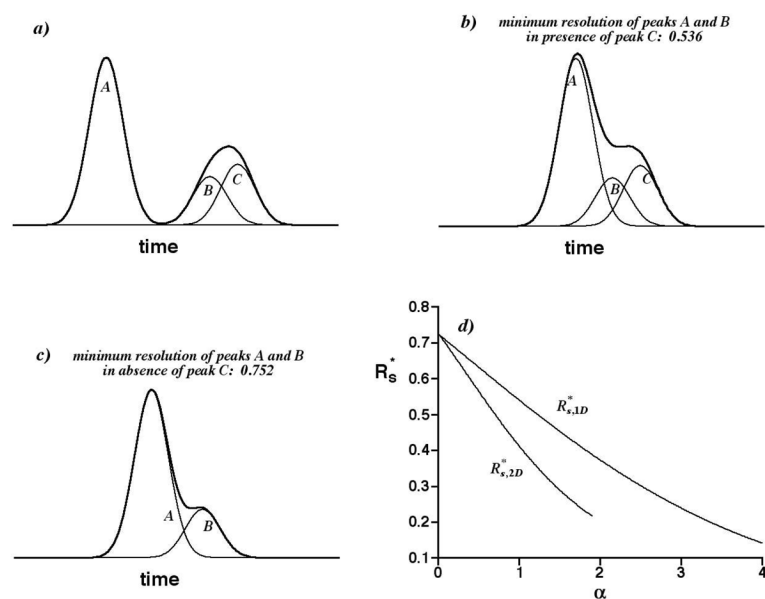 a)
A
B
C
time
b)
minimum resolution of peaks A and B
in presence of peak C: 0.536
A
B
C
time
c)
minimum resolution of peaks A and B
in absence of peak C: 0.752
A
B
time
d)
0.8
0.7
0.6
0.5
0.4
0.3
0.2
0.1
Rs*
R*s,1D
R*s,2D
0 1 2 3 4
α